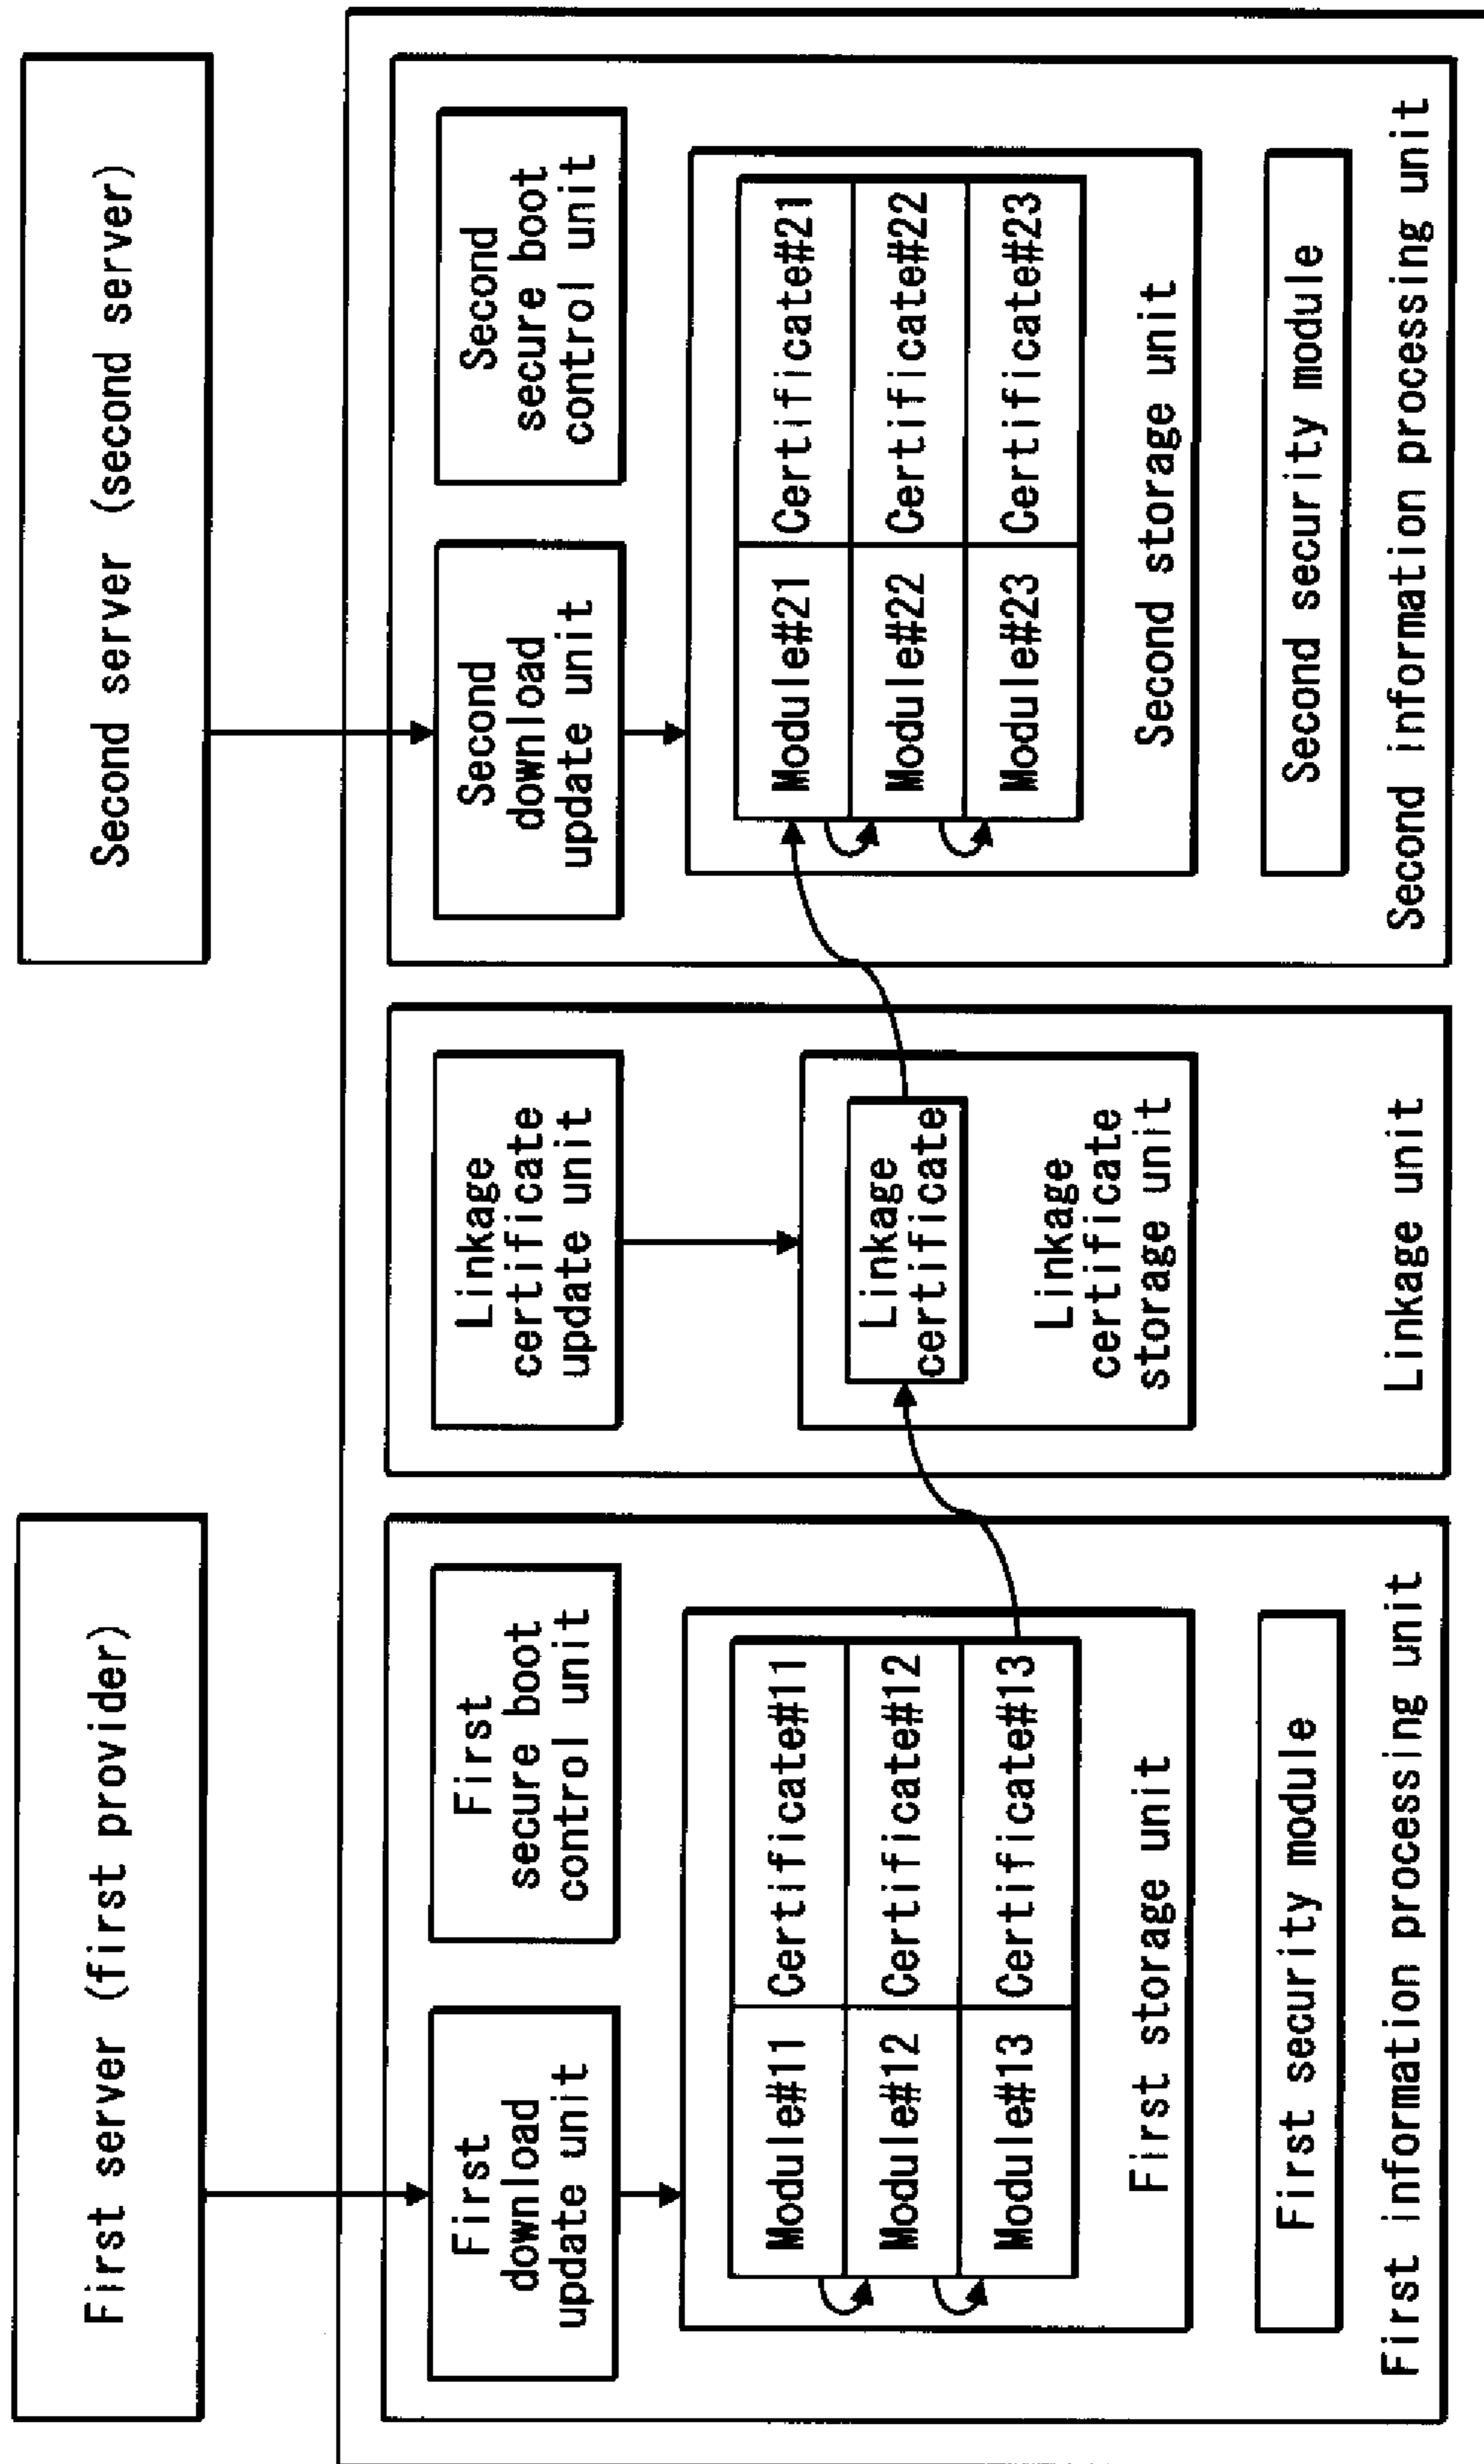 First server (first provider)
Second server (second server)
First
download
update unit
First
secure boot
control unit
Module#11 Certificate#11
Module#12 Certificate#12
Module#13 Certificate#13
First storage unit
First security module
First information processing unit
Linkage
certificate
update unit
Linkage
certificate
Linkage
certificate
storage unit
Linkage unit
Second
download
update unit
Second
secure boot
control unit
Module#21 Certificate#21
Module#22 Certificate#22
Module#23 Certificate#23
Second storage unit
Second security module
Second information processing unit